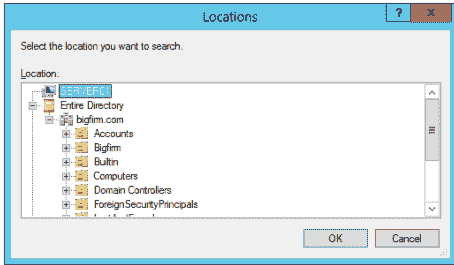 Locations
?
x
Select the location you want to search.
Location:
Entire Directory
bigfirm.com
Accounts
Bigfirm
Builtin
Computers
Domain Controllers
ForeignSecurityPrincipals
OK
Cancel